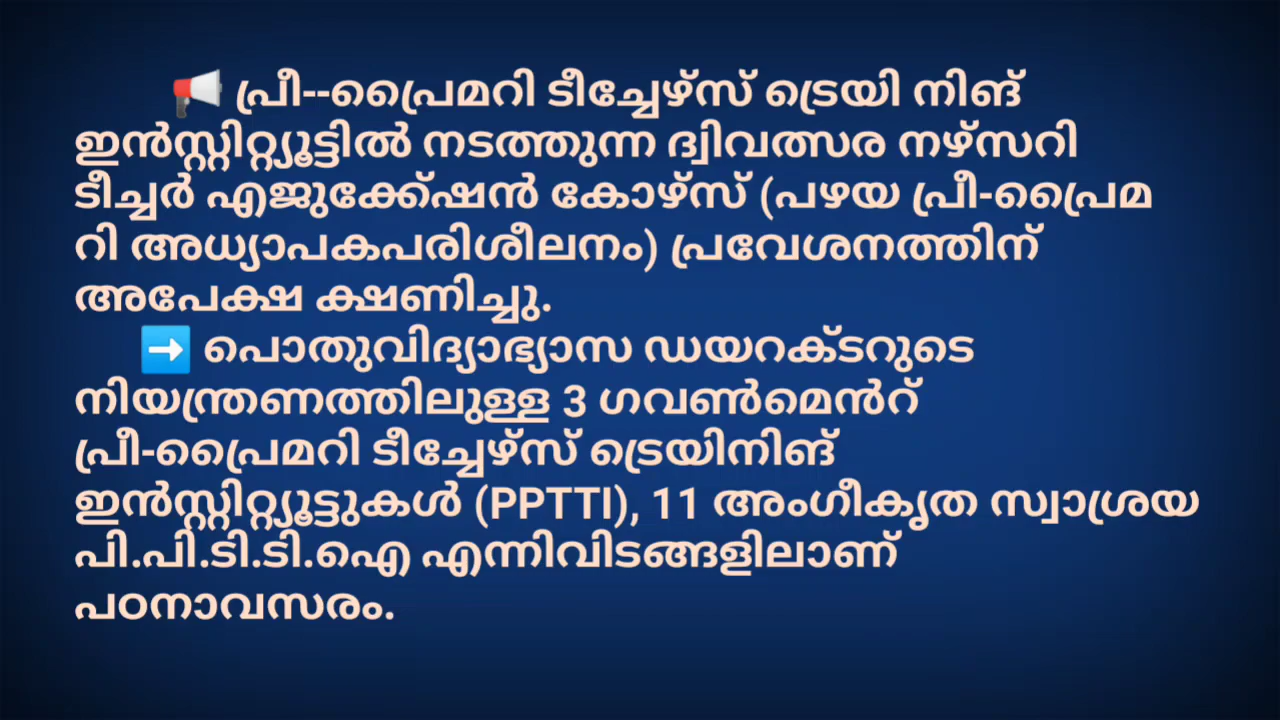 📢 പ്രീ--പ്രൈമറി ടീച്ചേഴ്സ് ട്രെയി നിങ്
ഇൻസ്റ്റിറ്റ്യൂട്ടിൽ നടത്തുന്ന ദ്വിവത്സര നഴ്സറി
ടീച്ചർ എജുക്കേ്ഷൻ കോഴ്സ് (പഴയ പ്രീ-പ്രൈമ
റി അധ്യാപകപരിശീലനം) പ്രവേശനത്തിന്
അപേക്ഷ ക്ഷണിച്ചു.
➡️ പൊതുവിദ്യാഭ്യാസ ഡയറക്ടറുടെ
നിയന്ത്രണത്തിലുള്ള 3 ഗവൺമെൻറ്
പ്രീ-പ്രൈമറി ടീച്ചേഴ്സ് ട്രെയിനിങ്
ഇൻസ്റ്റിറ്റ്യൂട്ടുകൾ (PPTTI), 11 അംഗീകൃത സ്വാശ്രയ
പി.പി.ടി.ടി.ഐ എന്നിവിടങ്ങളിലാണ്
പഠനാവസരം.